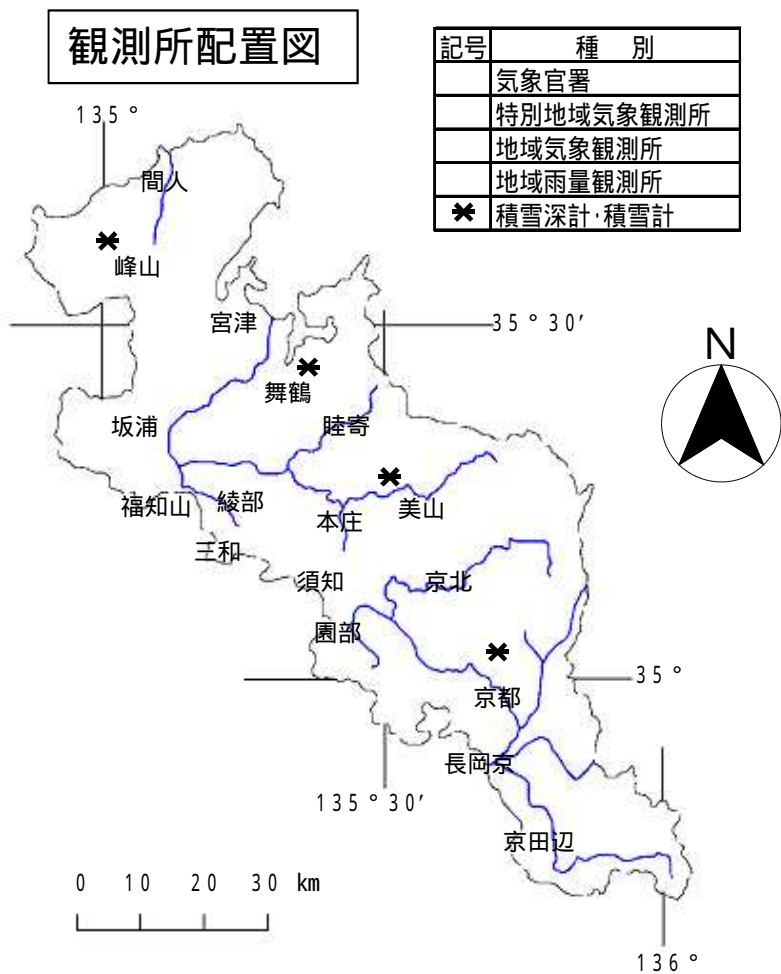 観測所配置図
記号 種 別
気象官署
特別地域気象観測所
地域気象観測所
地域雨量観測所
積雪深計・積雪計
135°
間人
峰山
宮津
35°30′
N
舞鶴
坂浦
睦寄
福知山
綾部
本庄
美山
三和
須知
京北
園部
35°
京都
長岡京
135°30′
京田辺
0 10 20 30 km
136°